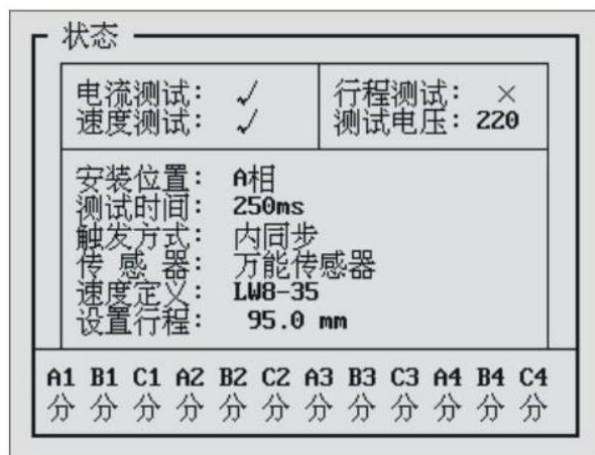 状态
电流测试: √ 行程测试: ×
速度测试: √ 测试电压: 220
安装位置: A相
测试时间: 250ms
触发方式: 内同步
传 感 器: 万能传感器
速度定义: LW8-35
设置行程: 95.0 mm
A1 B1 C1 A2 B2 C2 A3 B3 C3 A4 B4 C4
分 分 分 分 分 分 分 分 分 分 分 分